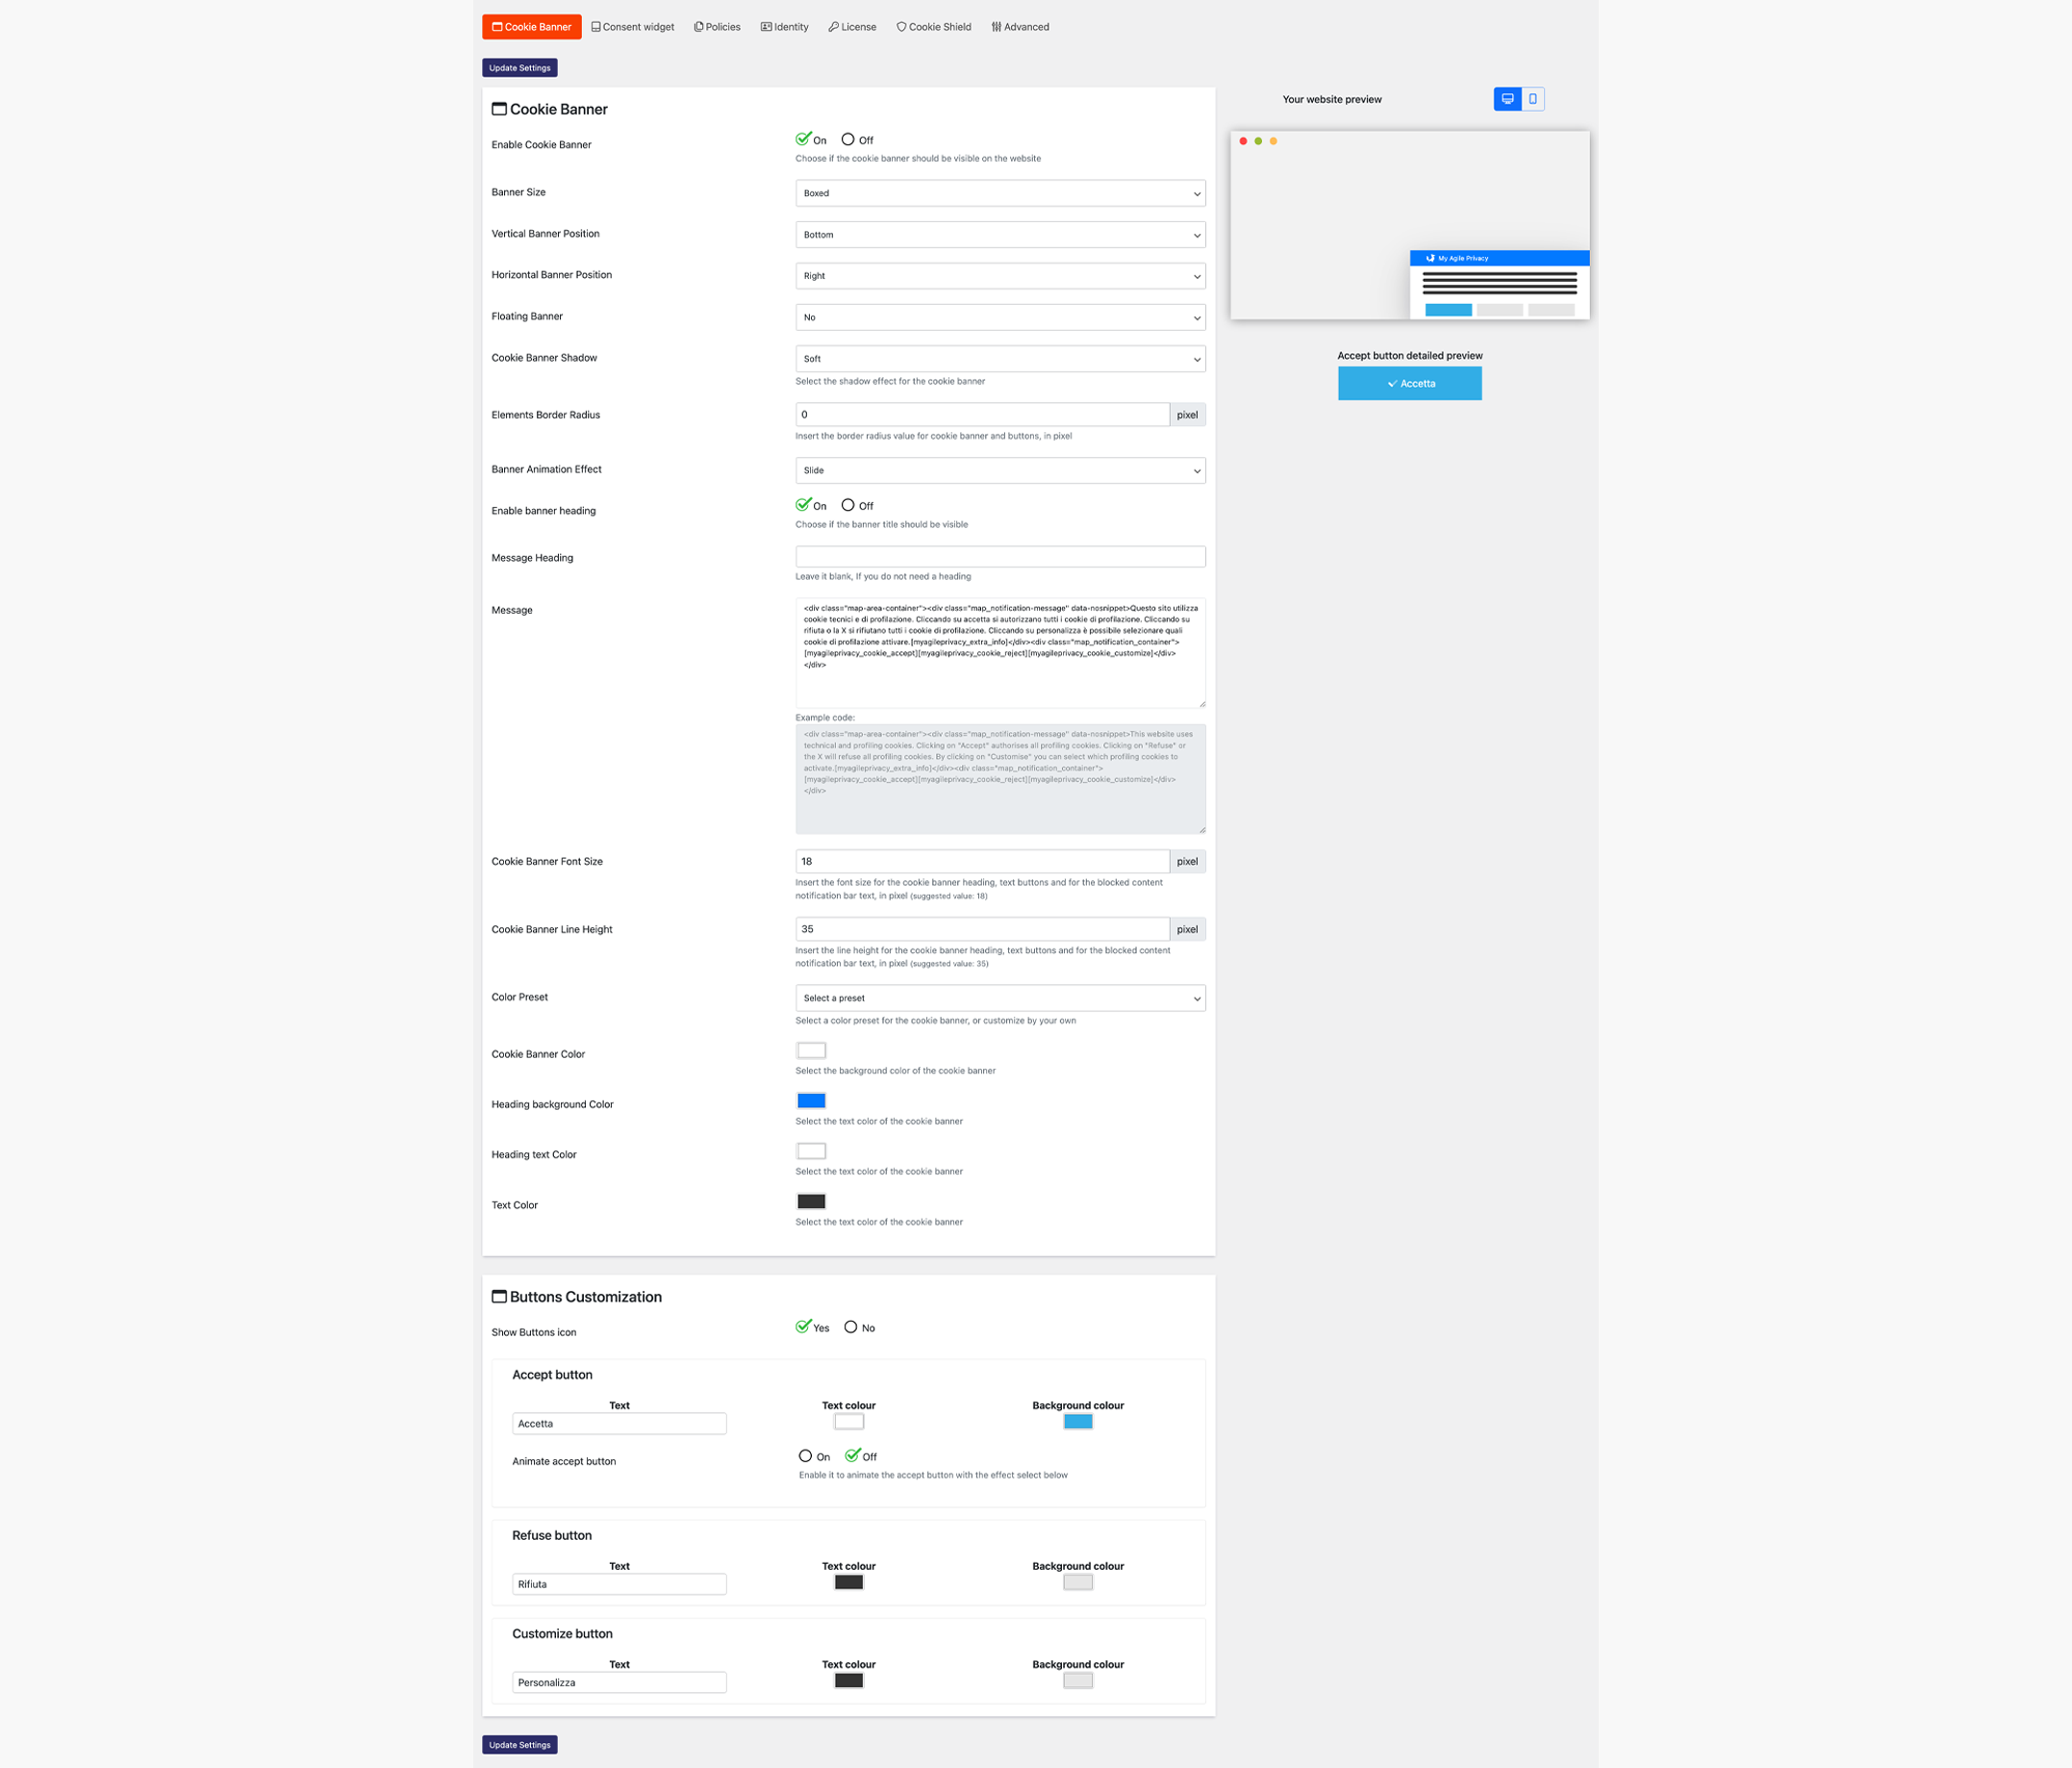 Cookie Banner Consent widget Policies Identity License Cookie Shield Advanced
Update Settings
Cookie Banner
Enable Cookie Banner
On Off
Choose if the cookie banner should be visible on the website
Banner Size
Boxed
Vertical Banner Position
Bottom
Horizontal Banner Position
Right
Floating Banner
No
Cookie Banner Shadow
Soft
Select the shadow effect for the cookie banner
Elements Border Radius
0 pixel
Insert the border radius value for cookie banner and buttons, in pixel
Banner Animation Effect
Slide
Enable banner heading
On Off
Choose if the banner title should be visible
Message Heading
Leave it blank, If you do not need a heading
Message
<div class="map-area-container"><div class="map_notification-message" data-nosnippet>Questo sito utilizza
cookie tecnici e di profilazione. Cliccando su accetta si autorizzano tutti i cookie di profilazione. Cliccando su
rifiuta o la X si rifiutano tutti i cookie di profilazione. Cliccando su personalizza è possibile selezionare quali
cookie di profilazione attivare.[myagileprivacy_extra_info]</div><div class="map_notification_container">
[myagileprivacy_cookie_accept][myagileprivacy_cookie_reject][myagileprivacy_cookie_customize]</div>
</div>
Example code:
<div class="map-area-container"><div class="map_notification-message" data-nosnippet>This website uses
technical and profiling cookies. Clicking on "Accept" authorises all profiling cookies. Clicking on "Refuse" or
the X will refuse all profiling cookies. By clicking on "Customise" you can select which profiling cookies to
activate.[myagileprivacy_extra_info]</div><div class="map_notification_container">
[myagileprivacy_cookie_accept][myagileprivacy_cookie_reject][myagileprivacy_cookie_customize]</div>
</div>
Cookie Banner Font Size
18 pixel
Insert the font size for the cookie banner heading, text buttons and for the blocked content
notification bar text, in pixel (suggested value: 18)
Cookie Banner Line Height
35 pixel
Insert the line height for the cookie banner heading, text buttons and for the blocked content
notification bar text, in pixel (suggested value: 35)
Color Preset
Select a preset
Select a color preset for the cookie banner, or customize by your own
Cookie Banner Color
Select the background color of the cookie banner
Heading background Color
Select the text color of the cookie banner
Heading text Color
Select the text color of the cookie banner
Text Color
Select the text color of the cookie banner
Your website preview
My Agile Privacy
Accept button detailed preview
Accetta
Buttons Customization
Show Buttons icon
Yes No
Accept button
Text Text colour Background colour
Accetta
Animate accept button
On Off
Enable it to animate the accept button with the effect select below
Refuse button
Text Text colour Background colour
Rifiuta
Customize button
Text Text colour Background colour
Personalizza
Update Settings